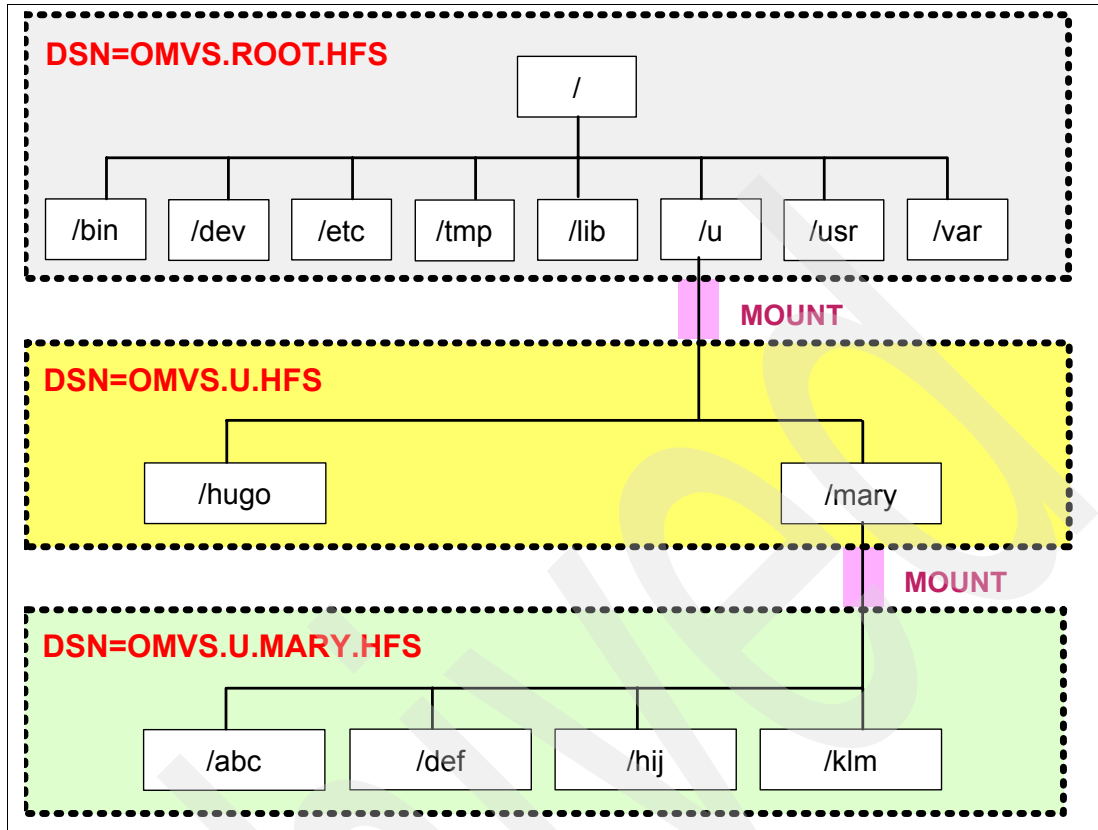 DSN=OMVS.ROOT.HFS
/
/bin /dev /etc /tmp /lib /u /usr /var
MOUNT
DSN=OMVS.U.HFS
/hugo /mary
MOUNT
DSN=OMVS.U.MARY.HFS
/abc /def /hij /klm